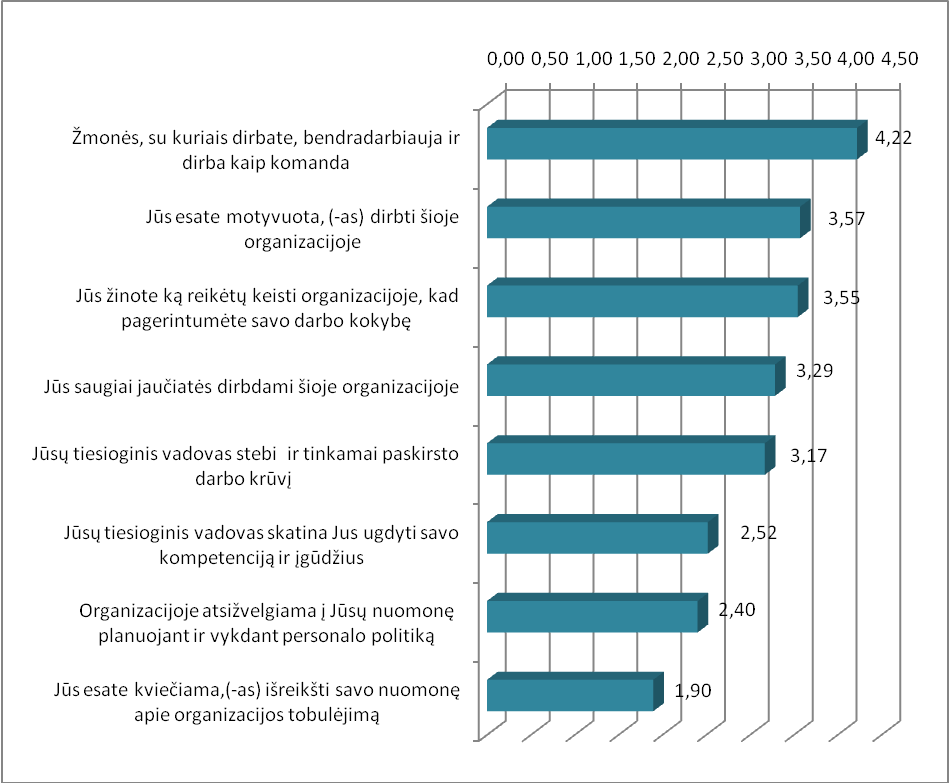 0,00 0,50 1,00 1,50 2,00 2,50 3,00 3,50 4,00 4,50
Žmonės, su kuriais dirbate, bendradarbiauja ir
dirba kaip komanda
4,22
Jūs esate motyvuota, (-as) dirbti šioje
organizacijoje
3,57
Jūs žinote ką reikėtų keisti organizacijoje, kad
pagerintumėte savo darbo kokybę
3,55
Jūs saugiai jaučiatės dirbdami šioje organizacijoje
3,29
Jūsų tiesioginis vadovas stebi ir tinkamai paskirsto
darbo krūvį
3,17
Jūsų tiesioginis vadovas skatina Jus ugdyti savo
kompetenciją ir įgūdžius
2,52
Organizacijoje atsižvelgiama į Jūsų nuomonę
planuojant ir vykdant personalo politiką
2,40
Jūs esate kviečiama,(-as) išreikšti savo nuomonę
apie organizacijos tobulėjimą
1,90